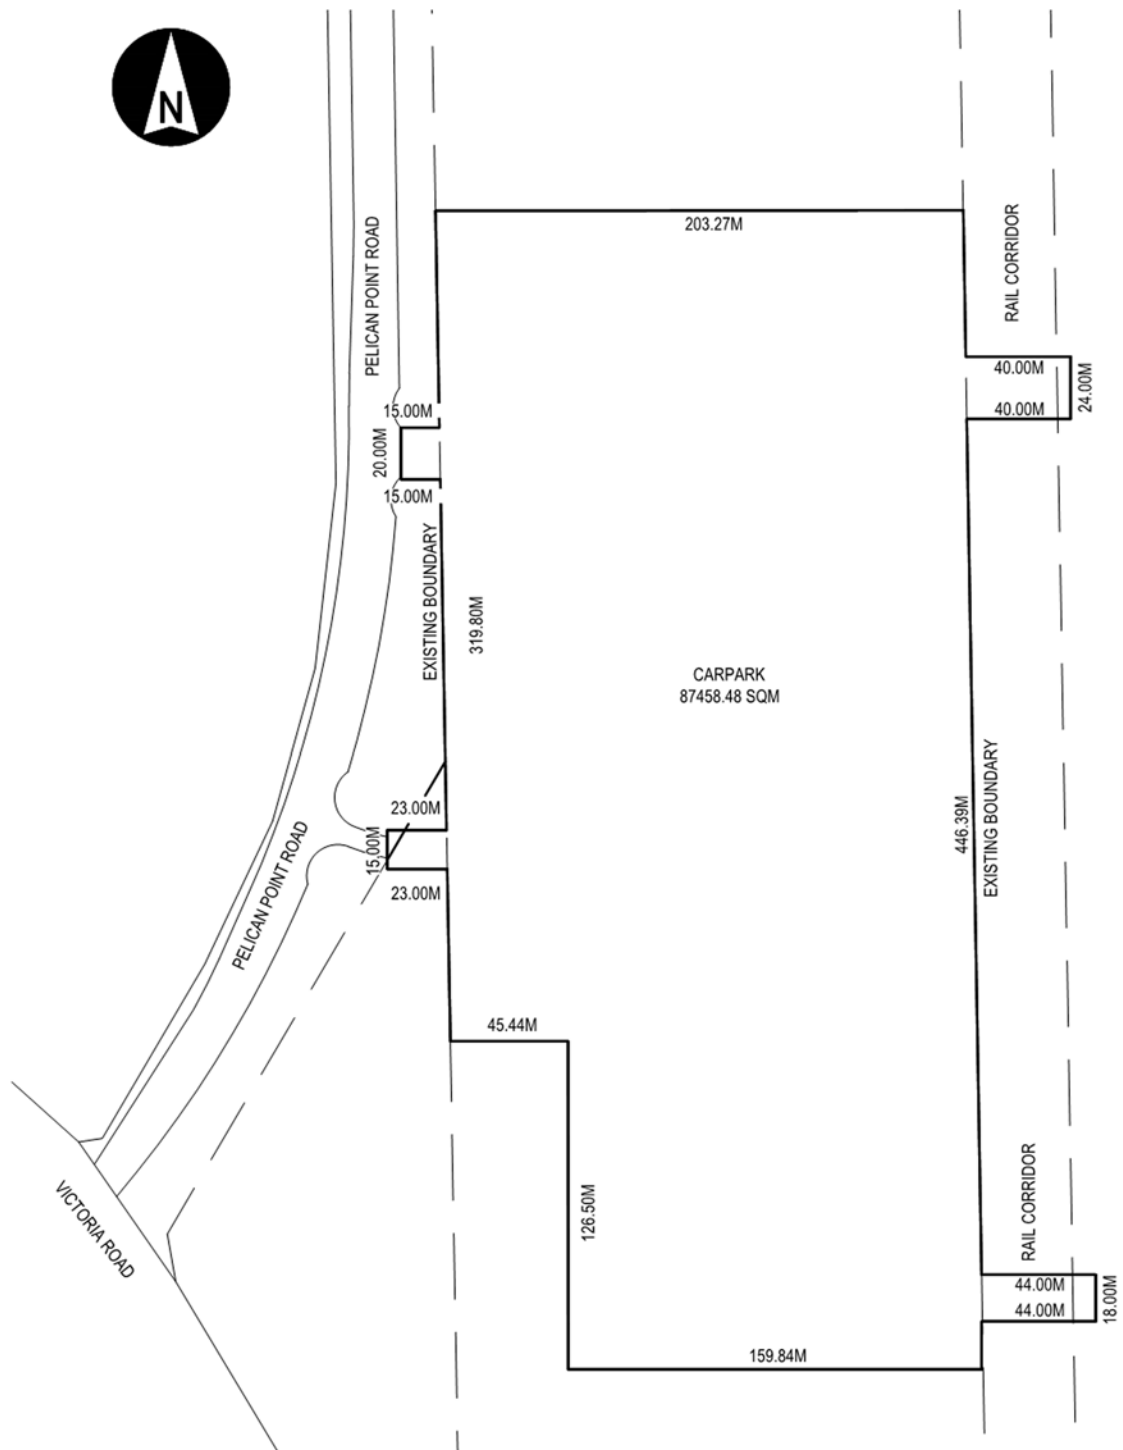 N
203.27M
PELICAN POINT ROAD
RAIL CORRIDOR
40.00M
24.00M
40.00M
15.00M
20.00M
15.00M
EXISTING BOUNDARY
319.80M
CARPARK
87458.48 SQM
446.39M
EXISTING BOUNDARY
23.00M
15.00M
23.00M
PELICAN POINT ROAD
45.44M
126.50M
VICTORIA ROAD
RAIL CORRIDOR
44.00M
44.00M
18.00M
159.84M